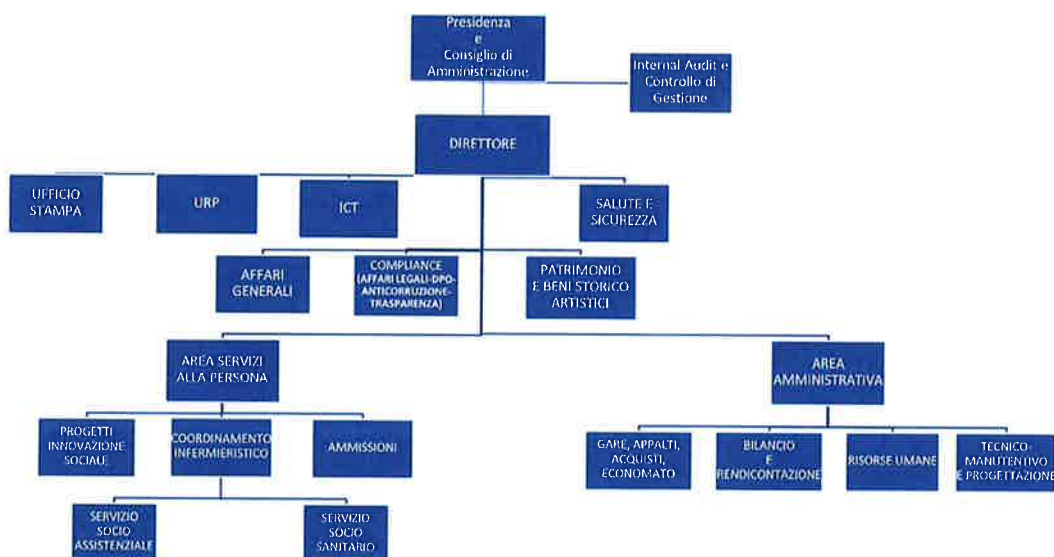 Presidenza
e
Consiglio di
Amministrazione
Internal Audit e
Controllo di
Gestione
DIRETTORE
UFFICIO
STAMPA
URP
ICT
SALUTE E
SICUREZZA
AFFARI
GENERALI
COMPLIANCE
(AFFARI LEGALI-DPO-
ANTICORRUZIONE-
TRASPARENZA)
PATRIMONIO
E BENI STORICO
ARTISTICI
AREA SERVIZI
ALLA PERSONA
AREA
AMMINISTRATIVA
PROGETTI
INNOVAZIONE
SOCIALE
COORDINAMENTO
INFERMIERISTICO
AMMISSIONI
GARE, APPALTI,
ACQUISTI,
ECONOMATO
BILANCIO
E
RENDICONTAZIONE
RISORSE UMANE
TECNICO-
MANUTENTIVO
E PROGETTAZIONE
SERVIZIO
SOCIO
ASSISTENZIALE
SERVIZIO
SOCIO
SANITARIO